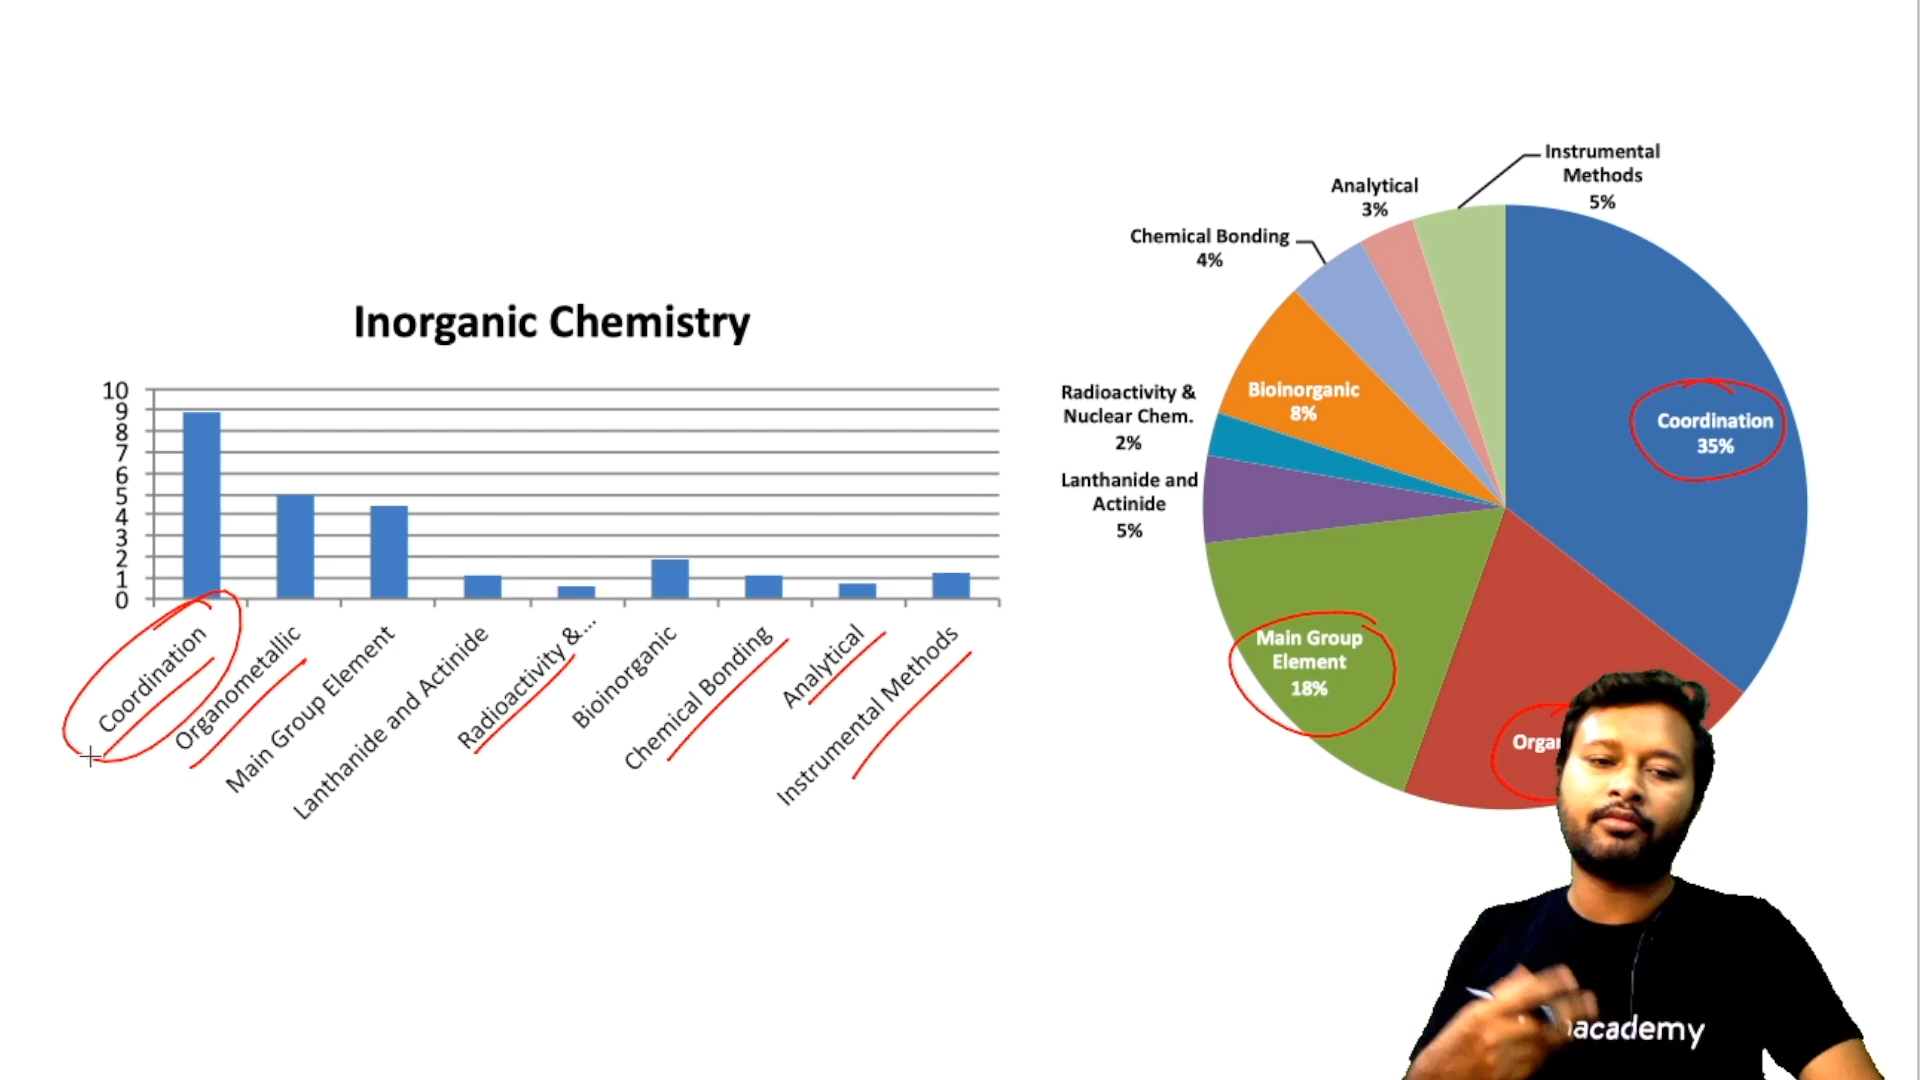 Inorganic Chemistry
10
9
8
7
6
5
4
3
2
1
0
Coordination
Organometallic
Main Group Element
Lanthanide and Actinide
Radioactivity &...
Bioinorganic
Chemical Bonding
Analytical
Instrumental Methods
Instrumental
Methods
5%
Analytical
3%
Chemical Bonding
4%
Bioinorganic
8%
Radioactivity &
Nuclear Chem.
2%
Lanthanide and
Actinide
5%
Coordination
35%
Main Group
Element
18%